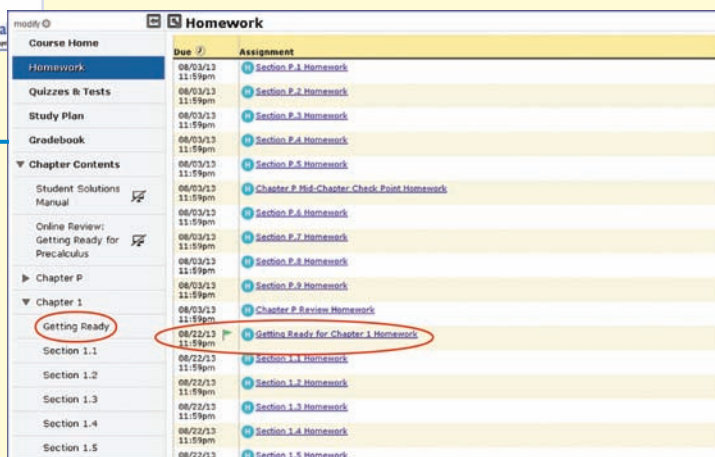 modify
Homework
Course Home
Homework
Quizzes & Tests
Study Plan
Gradebook
Chapter Contents
Student Solutions
Manual
Online Review:
Getting Ready for
Precalculus
Chapter P
Chapter 1
Getting Ready
Section 1.1
Section 1.2
Section 1.3
Section 1.4
Section 1.5
Due Assignment
08/03/13 H Section P.1 Homework
11:59pm
08/03/13 H Section P.2 Homework
11:59pm
08/03/13 H Section P.3 Homework
11:59pm
08/03/13 H Section P.4 Homework
11:59pm
08/03/13 H Section P.5 Homework
11:59pm
08/03/13 H Chapter P Mid-Chapter Check Point Homework
11:59pm
08/03/13 H Section P.6 Homework
11:59pm
08/03/13 H Section P.7 Homework
11:59pm
08/03/13 H Section P.8 Homework
11:59pm
08/03/13 H Section P.9 Homework
11:59pm
08/03/13 H Chapter P Review Homework
11:59pm
08/22/13 H Getting Ready for Chapter 1 Homework
11:59pm
08/22/13 H Section 1.1 Homework
11:59pm
08/22/13 H Section 1.2 Homework
11:59pm
08/22/13 H Section 1.3 Homework
11:59pm
08/22/13 H Section 1.4 Homework
11:59pm
08/22/13 H Section 1.5 Homework